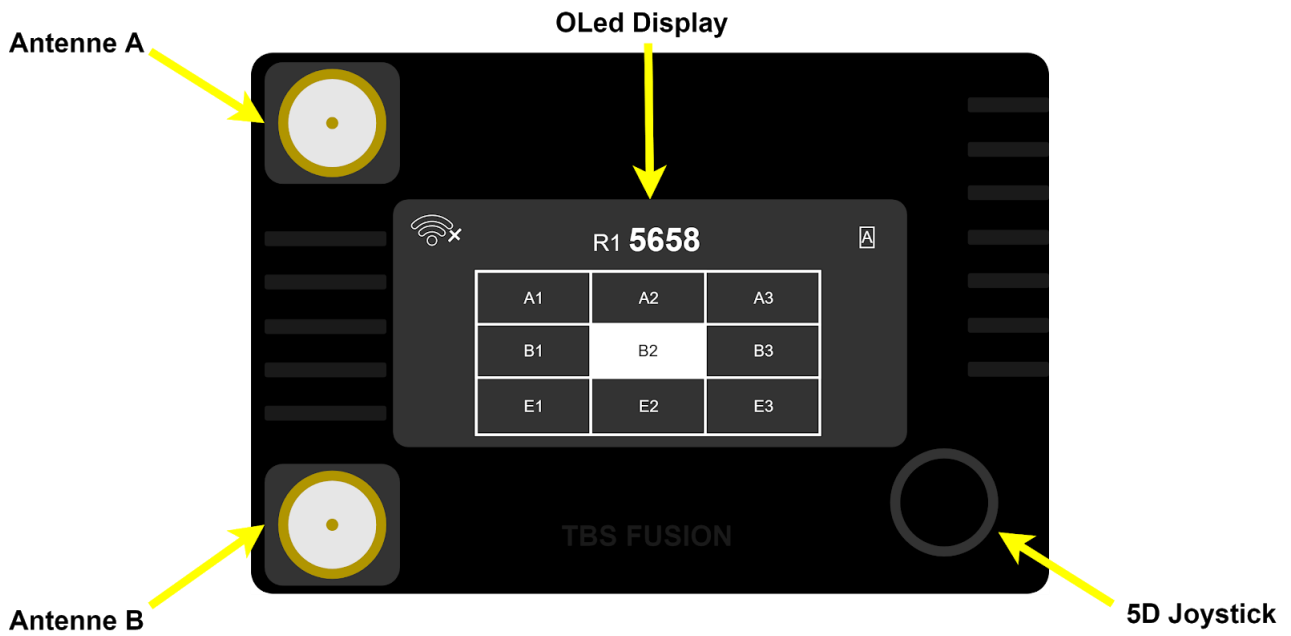 OLed Display
Antenne A
R1 5658
A
A1 A2 A3
B1 B2 B3
E1 E2 E3
TBS FUSION
Antenne B
5D Joystick